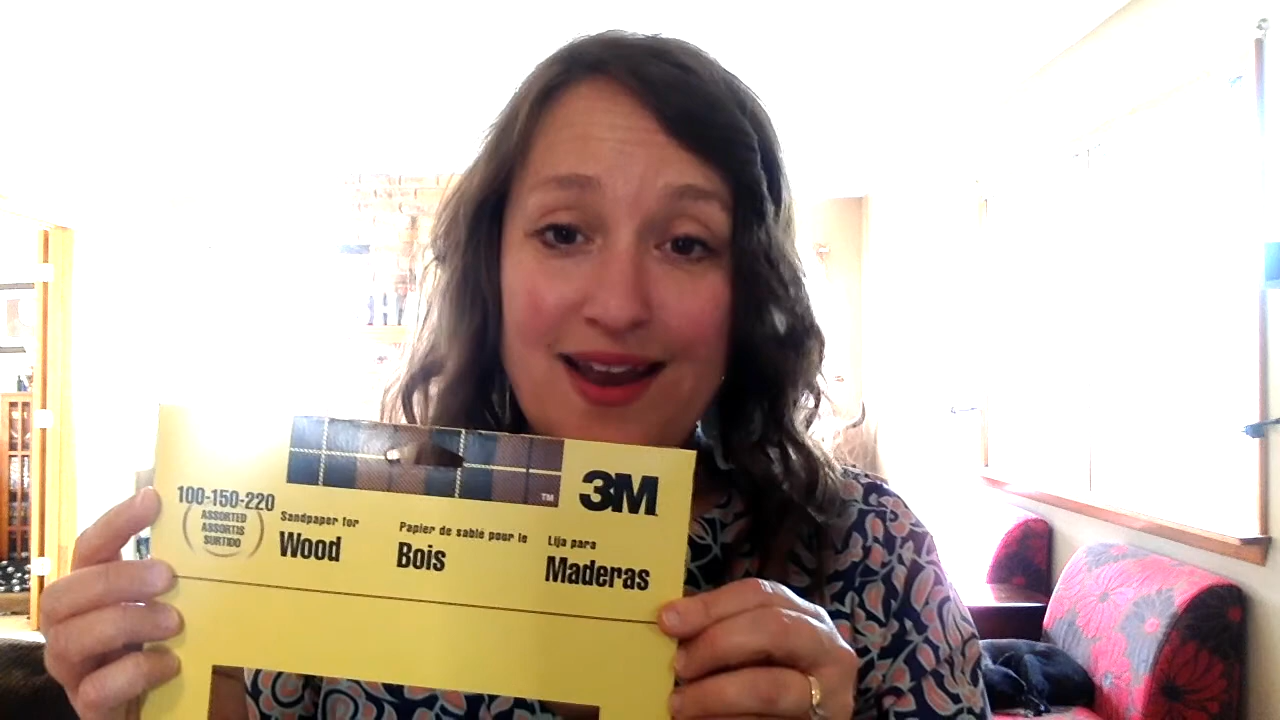 3M
TM
100-150-220
ASSORTED
ASSORTIS
SURTIDO
Sandpaper for
Wood
Papier de sablé pour le
Bois
Lija para
Maderas